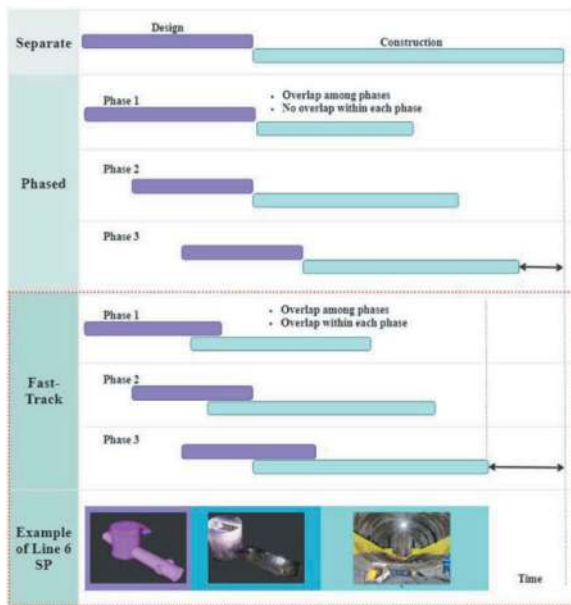 Design
Separate
Construction
Phase 1
• Overlap among phases
• No overlap within each phase
Phased
Phase 2
Phase 3
Phase 1
• Overlap among phases
• Overlap within each phase
Fast-
Track
Phase 2
Phase 3
Example
of Line 6
SP
Time